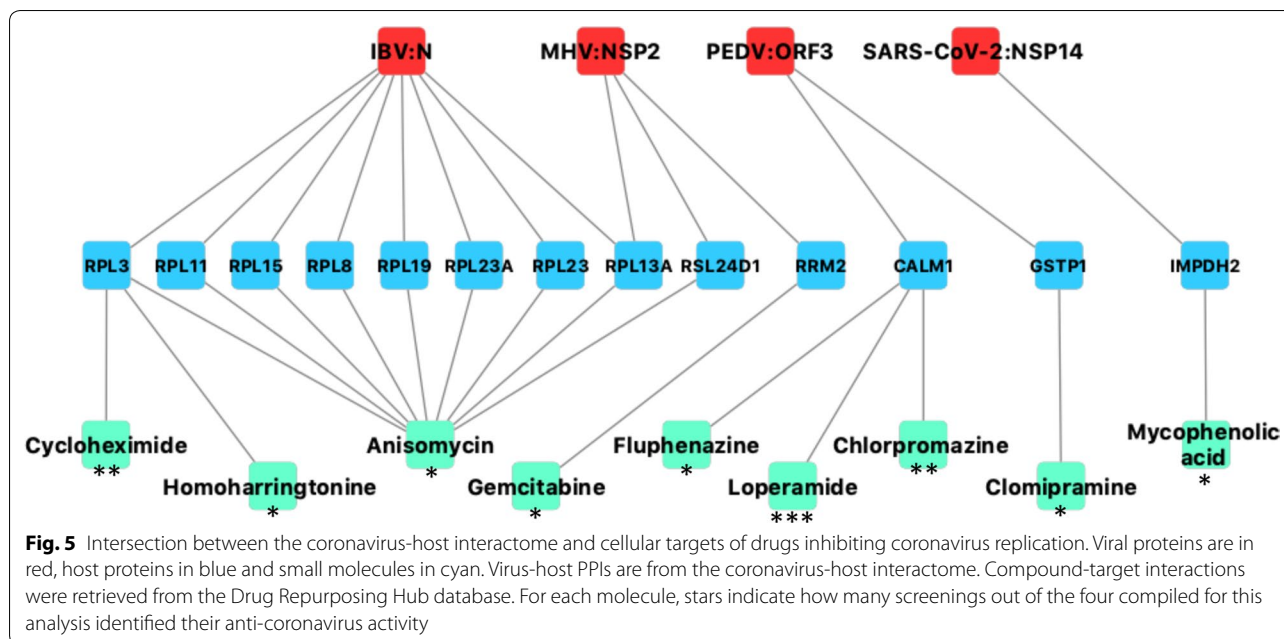 IBV:N MHV:NSP2 PEDV:ORF3 SARS-CoV-2:NSP14
RPL3 RPL11 RPL15 RPL8 RPL19 RPL23A RPL23 RPL13A RSL24D1 RRM2 CALM1 GSTP1 IMPDH2
Cycloheximide
**
Homoharringtonine
*
Anisomycin
*
Gemcitabine
*
Fluphenazine
*
Loperamide
***
Chlorpromazine
**
Clomipramine
*
Mycophenolic
acid
*
Fig. 5 Intersection between the coronavirus-host interactome and cellular targets of drugs inhibiting coronavirus replication. Viral proteins are in
red, host proteins in blue and small molecules in cyan. Virus-host PPIs are from the coronavirus-host interactome. Compound-target interactions
were retrieved from the Drug Repurposing Hub database. For each molecule, stars indicate how many screenings out of the four compiled for this
analysis identified their anti-coronavirus activity